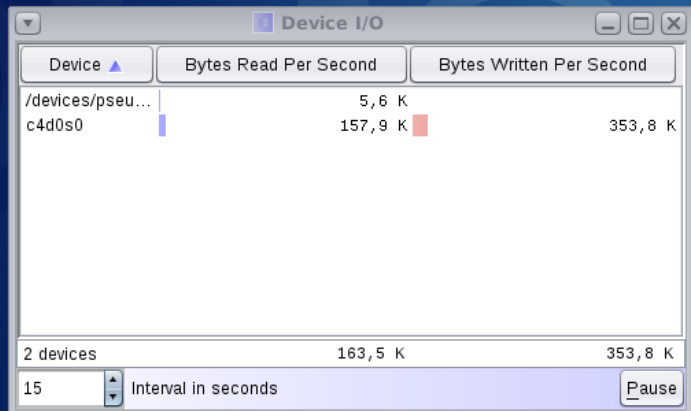 Device I/O
Device Bytes Read Per Second Bytes Written Per Second
/devices/pseu... 5,6 K
c4d0s0 157,9 K 353,8 K
2 devices 163,5 K 353,8 K
15 Interval in seconds Pause